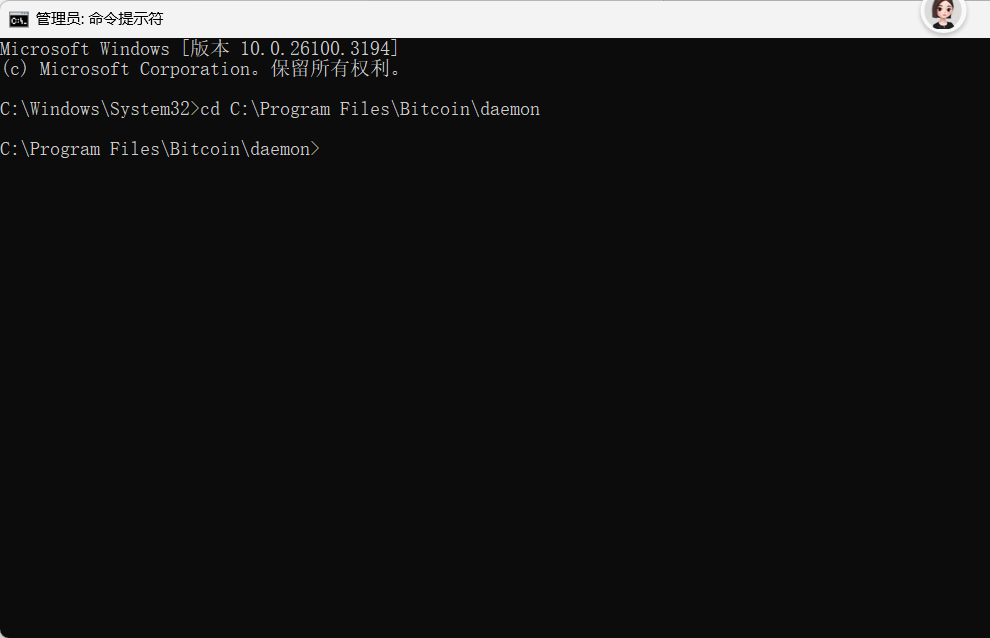 管理员: 命令提示符
Microsoft Windows [版本 10.0.26100.3194]
(c) Microsoft Corporation。保留所有权利。
C:\Windows\System32>cd C:\Program Files\Bitcoin\daemon
C:\Program Files\Bitcoin\daemon>